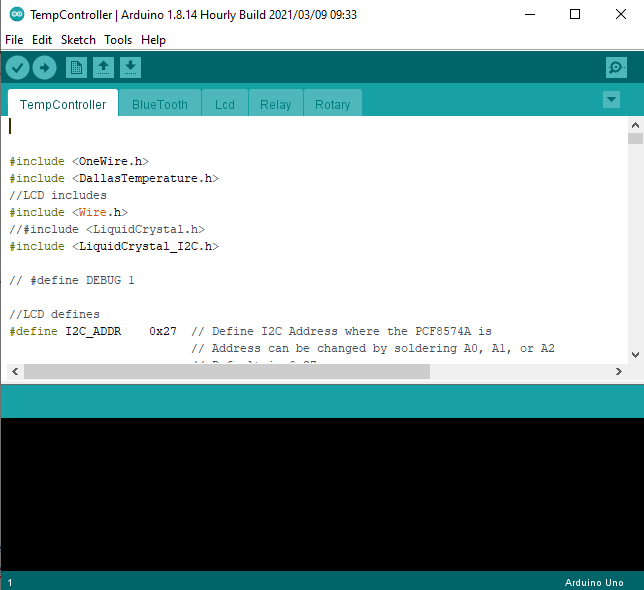 TempController | Arduino 1.8.14 Hourly Build 2021/03/09 09:33
File Edit Sketch Tools Help
TempController BlueTooth Lcd Relay Rotary
#include <OneWire.h>
#include <DallasTemperature.h>
//LCD includes
#include <Wire.h>
//#include <LiquidCrystal.h>
#include <LiquidCrystal_I2C.h>
// #define DEBUG 1
//LCD defines
#define I2C_ADDR    0x27  // Define I2C Address where the PCF8574A is
// Address can be changed by soldering A0, A1, or A2
1 Arduino Uno